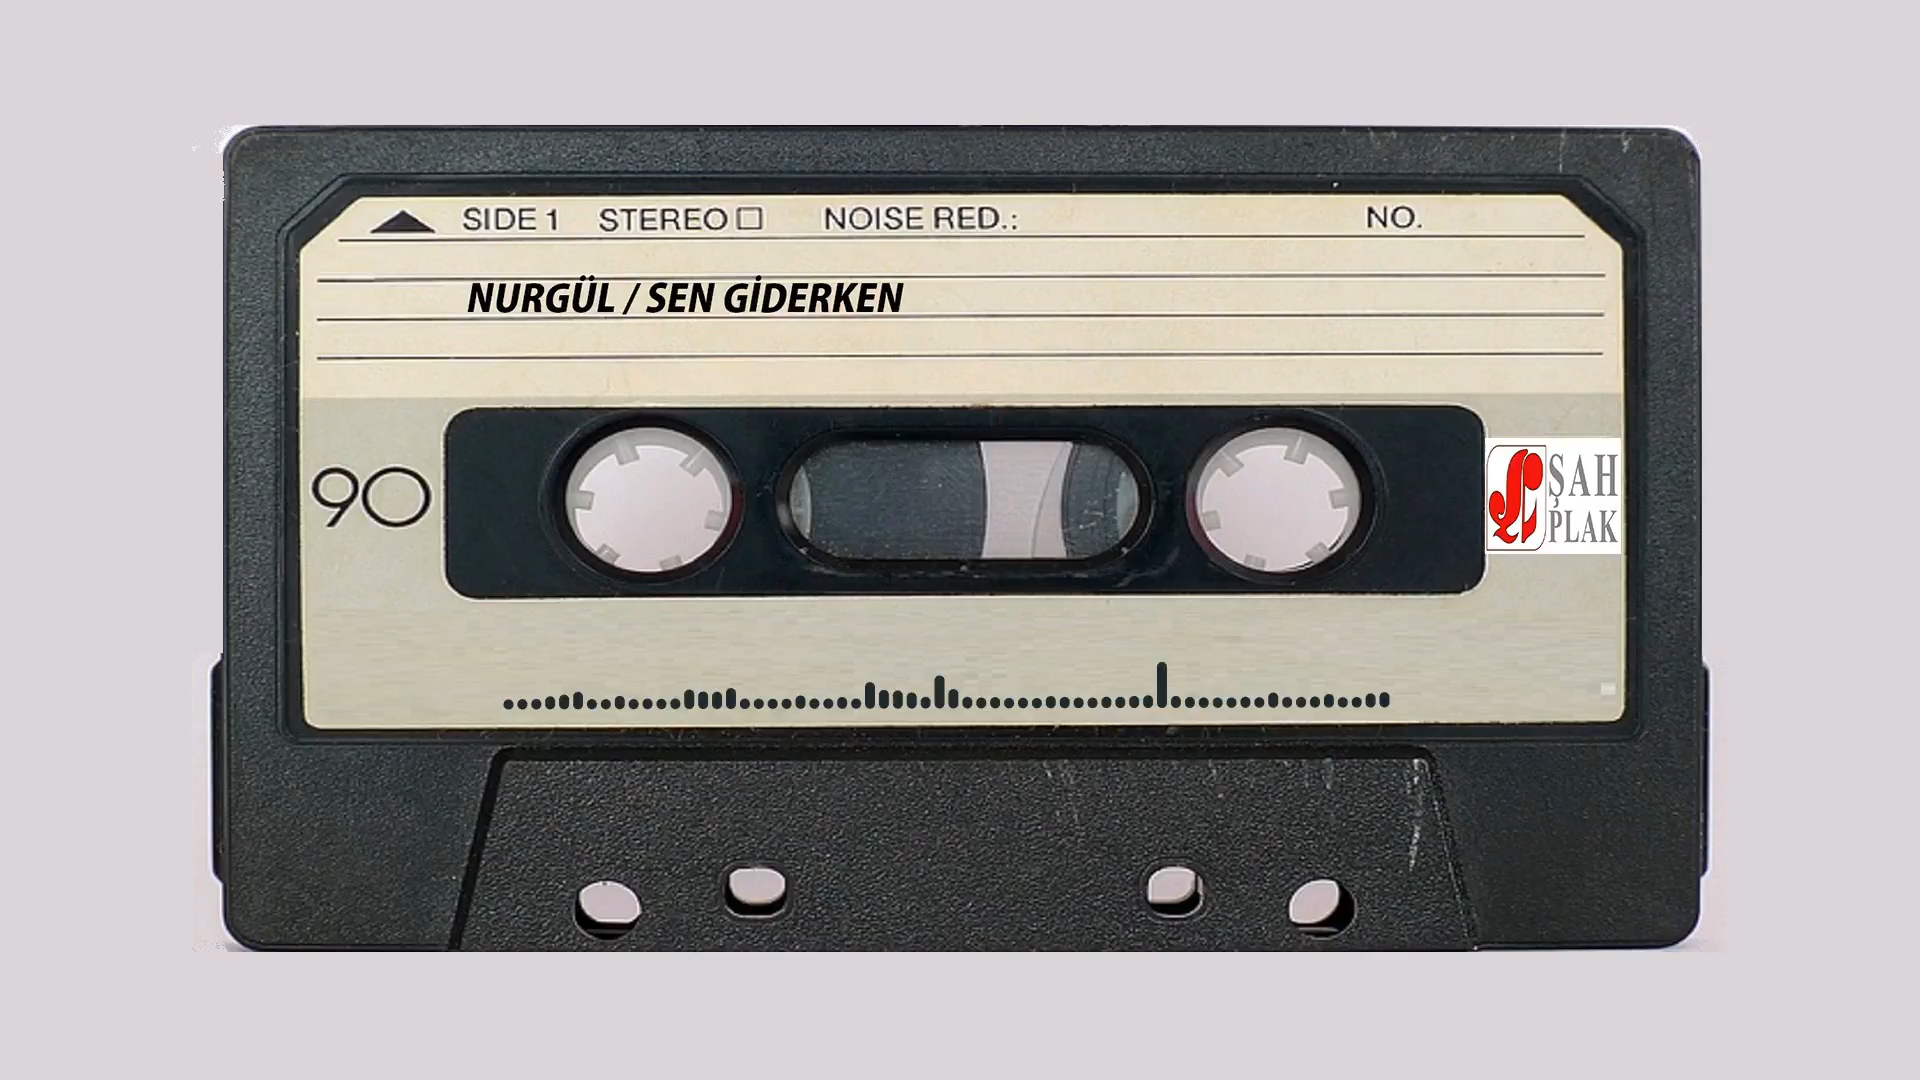 SIDE 1 STEREO NOISE RED.: NO.
NURGÜL / SEN GİDERKEN
90
ŞAH
PLAK